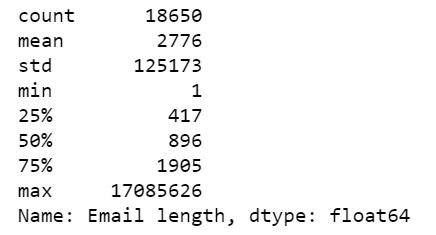 count 18650
mean 2776
std 125173
min 1
25% 417
50% 896
75% 1905
max 17085626
Name: Email length, dtype: float64